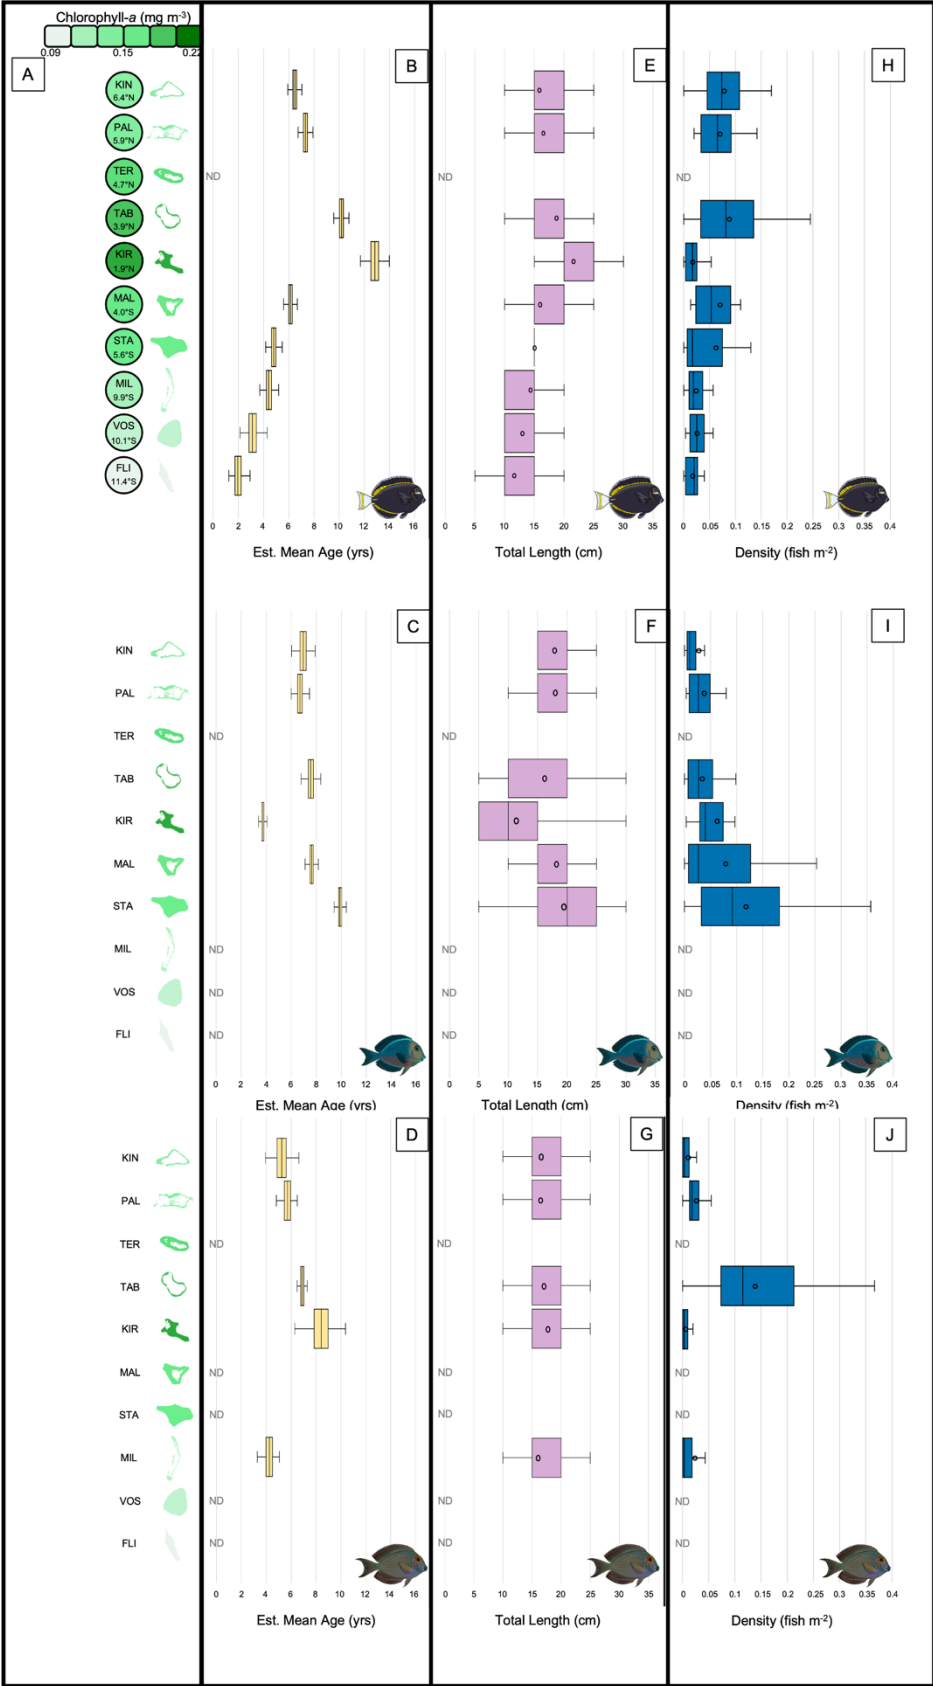 Chlorophyll-a (mg m-3)
0.09 0.15 0.22
A
KIN
6.4°N
PAL
5.9°N
TER
4.7°N
TAB
3.9°N
KIR
1.9°N
MAL
4.0°S
STA
5.6°S
MIL
9.9°S
VOS
10.1°S
FLI
11.4°S
B
ND
0 2 4 6 8 10 12 14 16
Est. Mean Age (yrs)
E
ND
0 5 10 15 20 25 30 35
Total Length (cm)
H
ND
0 0.05 0.1 0.15 0.2 0.25 0.3 0.35 0.4
Density (fish m-2)
KIN
PAL
TER
TAB
KIR
MAL
STA
MIL
VOS
FLI
C
ND
ND
ND
ND
0 2 4 6 8 10 12 14 16
Est. Mean Age (yrs)
F
ND
ND
ND
ND
0 5 10 15 20 25 30 35
Total Length (cm)
I
ND
ND
ND
ND
0 0.05 0.1 0.15 0.2 0.25 0.3 0.35 0.4
Density (fish m-2)
KIN
PAL
TER
TAB
KIR
MAL
STA
MIL
VOS
FLI
D
ND
ND
ND
ND
ND
0 2 4 6 8 10 12 14 16
Est. Mean Age (yrs)
G
ND
ND
ND
ND
ND
0 5 10 15 20 25 30 35
Total Length (cm)
J
ND
ND
ND
ND
ND
0 0.05 0.1 0.15 0.2 0.25 0.3 0.35 0.4
Density (fish m-2)